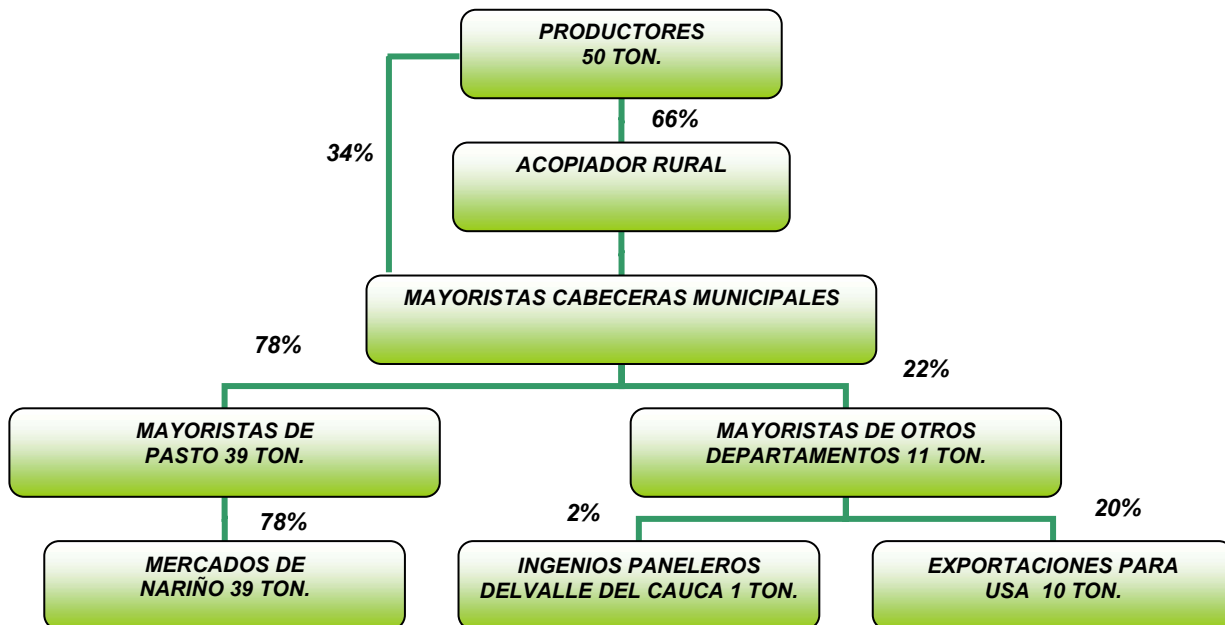 PRODUCTORES
50 TON.
66%
34%
ACOPIADOR RURAL
MAYORISTAS CABECERAS MUNICIPALES
78%
22%
MAYORISTAS DE
PASTO 39 TON.
MAYORISTAS DE OTROS
DEPARTAMENTOS 11 TON.
78%
2%
20%
MERCADOS DE
NARIÑO 39 TON.
INGENIOS PANELEROS
DELVALLE DEL CAUCA 1 TON.
EXPORTACIONES PARA
USA 10 TON.